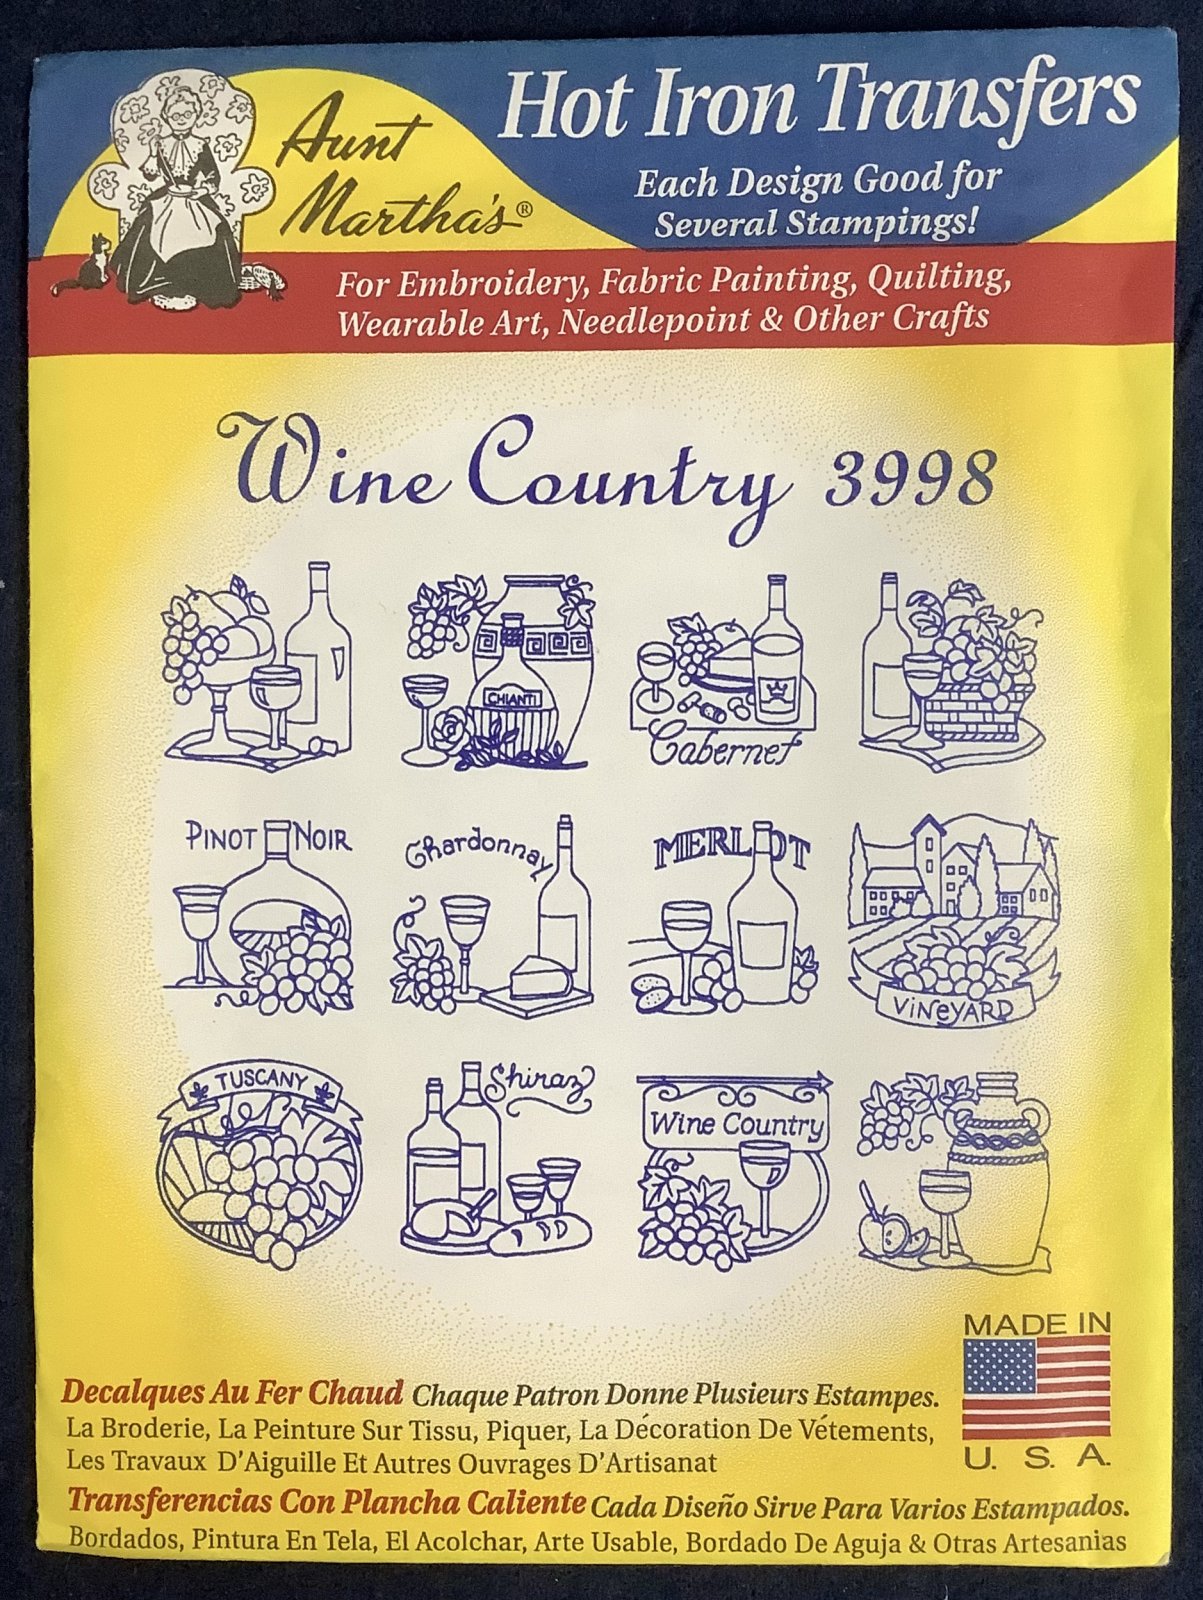 Aunt
Martha's®
Hot Iron Transfers
Each Design Good for
Several Stampings!
For Embroidery, Fabric Painting, Quilting,
Wearable Art, Needlepoint & Other Crafts
Wine Country 3998
CHIANTI
Cabernet
PINOT NOIR
Chardonnay
MERLOT
VINeYARD
TUSCANY
Shiraz
Wine Country
MADE IN
U. S. A.
Decalques Au Fer Chaud Chaque Patron Donne Plusieurs Estampes.
La Broderie, La Peinture Sur Tissu, Piquer, La Décoration De Vétements,
Les Travaux D'Aiguille Et Autres Ouvrages D'Artisanat
Transferencias Con Plancha Caliente Cada Diseño Sirve Para Varios Estampados.
Bordados, Pintura En Tela, El Acolchar, Arte Usable, Bordado De Aguja & Otras Artesanias